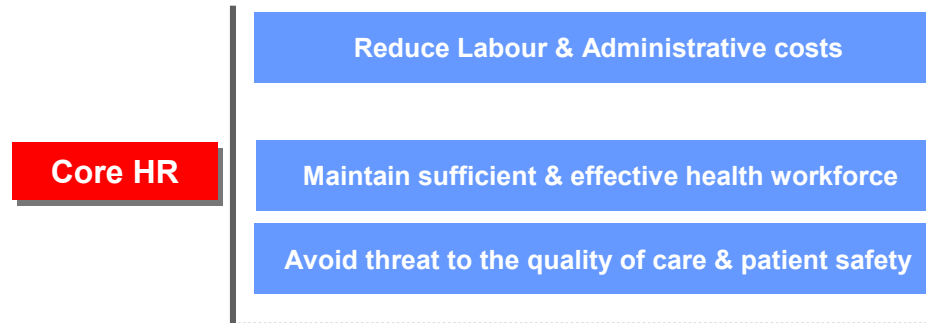 Reduce Labour & Administrative costs
Core HR
Maintain sufficient & effective health workforce
Avoid threat to the quality of care & patient safety